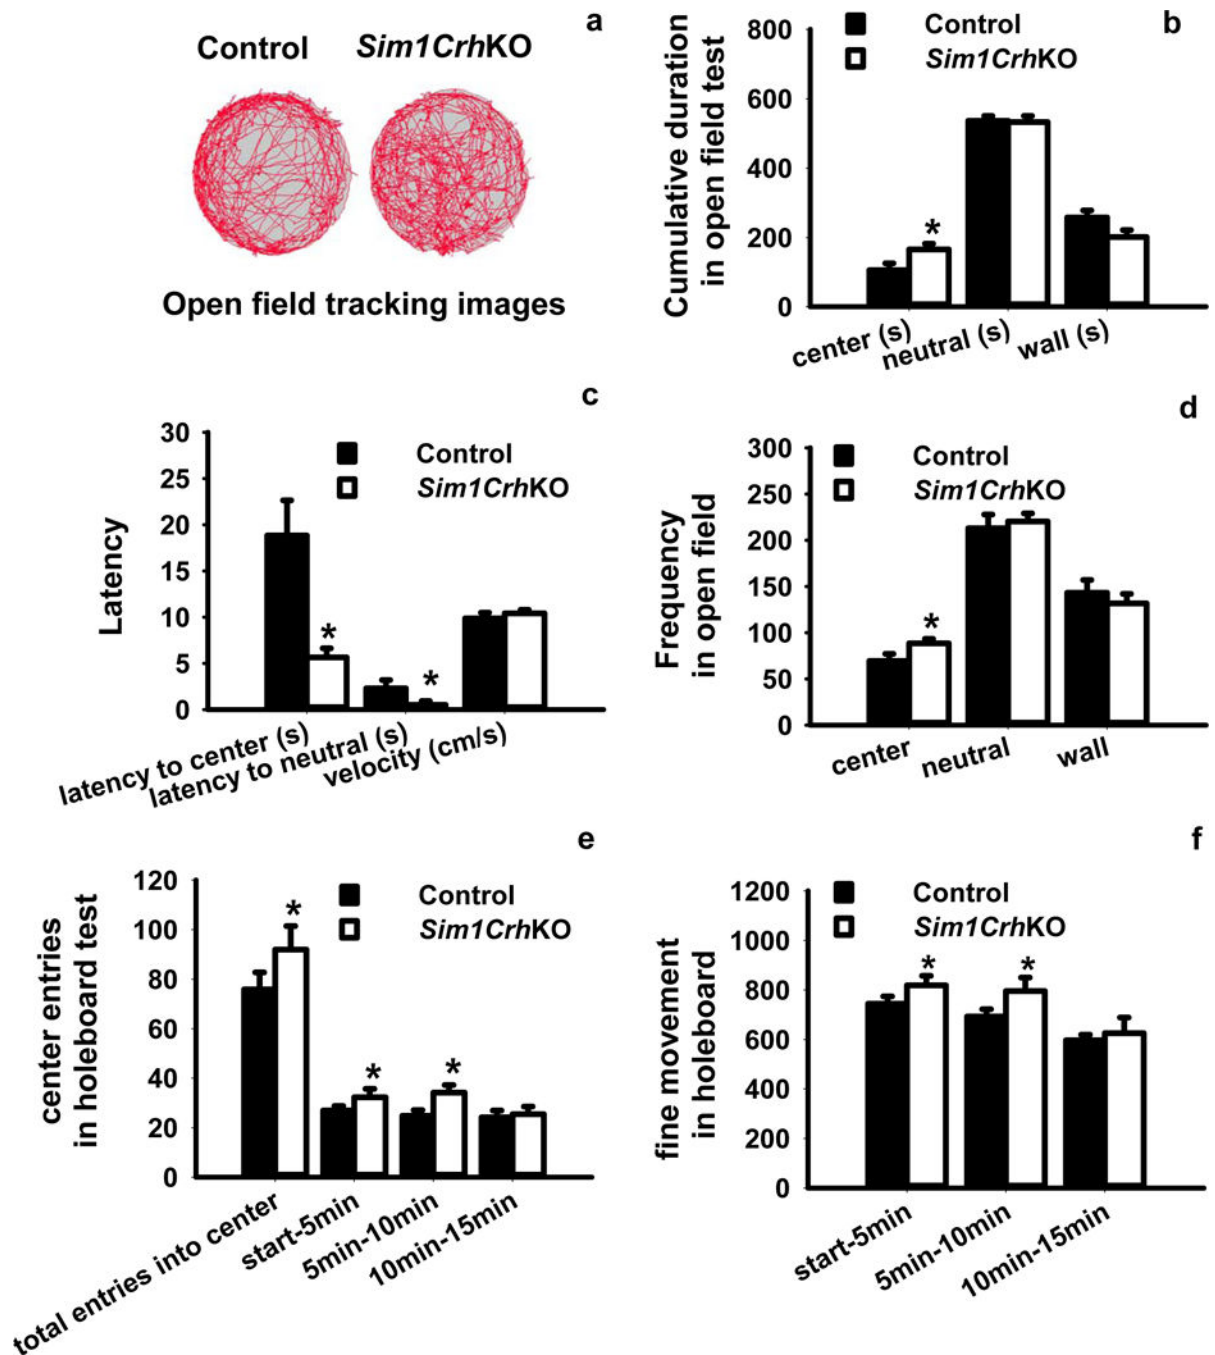 a
Control Sim1CrhKO
Open field tracking images
b
Cumulative duration
in open field test
800
600
400
200
0
Control
Sim1CrhKO
*
center (s)
neutral (s)
wall (s)
c
Latency
30
25
20
15
10
5
0
Control
Sim1CrhKO
*
*
latency to center (s)
latency to neutral (s)
velocity (cm/s)
d
Frequency
in open field
300
250
200
150
100
50
0
Control
Sim1CrhKO
*
center
neutral
wall
e
center entries
in holeboard test
120
100
80
60
40
20
0
Control
Sim1CrhKO
*
*
*
total entries into center
start-5min
5min-10min
10min-15min
f
fine movement
in holeboard
1200
1000
800
600
400
200
0
Control
Sim1CrhKO
*
*
start-5min
5min-10min
10min-15min